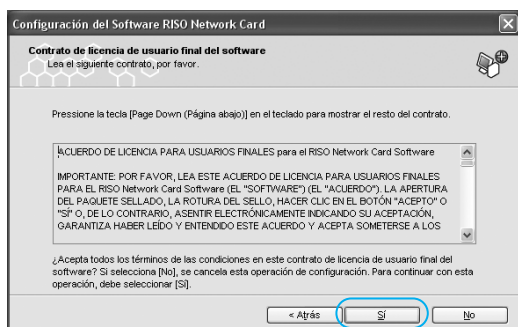 Configuración del Software RISO Network Card
Contrato de licencia de usuario final del software
Lea el siguiente contrato, por favor.
Pressione la tecla [Page Down (Página abajo)] en el teclado para mostrar el resto del contrato.
ACUERDO DE LICENCIA PARA USUARIOS FINALES para el RISO Network Card Software
IMPORTANTE: POR FAVOR, LEA ESTE ACUERDO DE LICENCIA PARA USUARIOS FINALES
PARA EL RISO Network Card Software (EL "SOFTWARE") (EL "ACUERDO"). LA APERTURA
DEL PAQUETE SELLADO, LA ROTURA DEL SELLO, HACER CLIC EN EL BOTÓN "ACEPTO" O
"SÍ" O, DE LO CONTRARIO, ASENTIR ELECTRÓNICAMENTE INDICANDO SU ACEPTACIÓN,
GARANTIZA HABER LEÍDO Y ENTENDIDO ESTE ACUERDO Y ACEPTA SOMETERSE A LOS
¿Acepta todos los términos de las condiciones en este contrato de licencia de usuario final del
software? Si selecciona [No], se cancela esta operación de configuración. Para continuar con esta
operación, debe seleccionar [Sí].
< Atrás Sí No